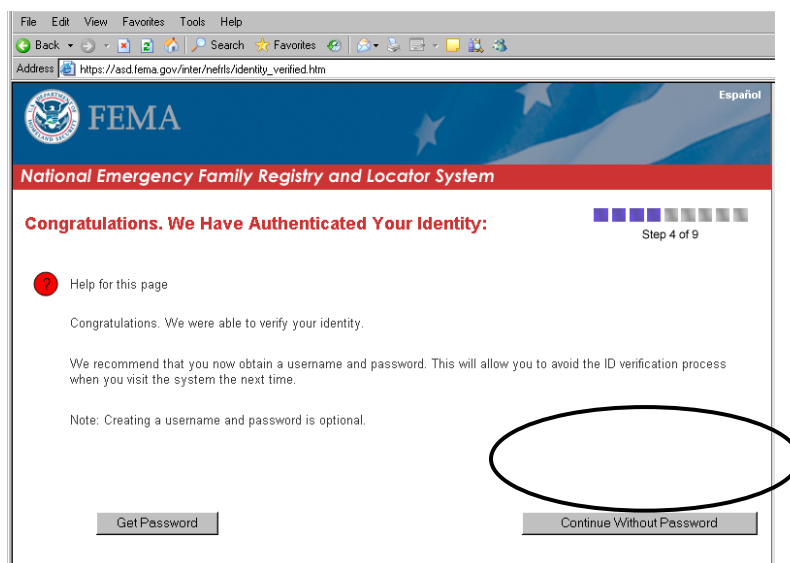 File Edit View Favorites Tools Help
Back Search Favorites
Address https://asd.fema.gov/inter/nefrls/identity_verified.htm
Español
FEMA
National Emergency Family Registry and Locator System
Congratulations. We Have Authenticated Your Identity:
Step 4 of 9
? Help for this page
Congratulations. We were able to verify your identity.
We recommend that you now obtain a username and password. This will allow you to avoid the ID verification process
when you visit the system the next time.
Note: Creating a username and password is optional.
Get Password Continue Without Password